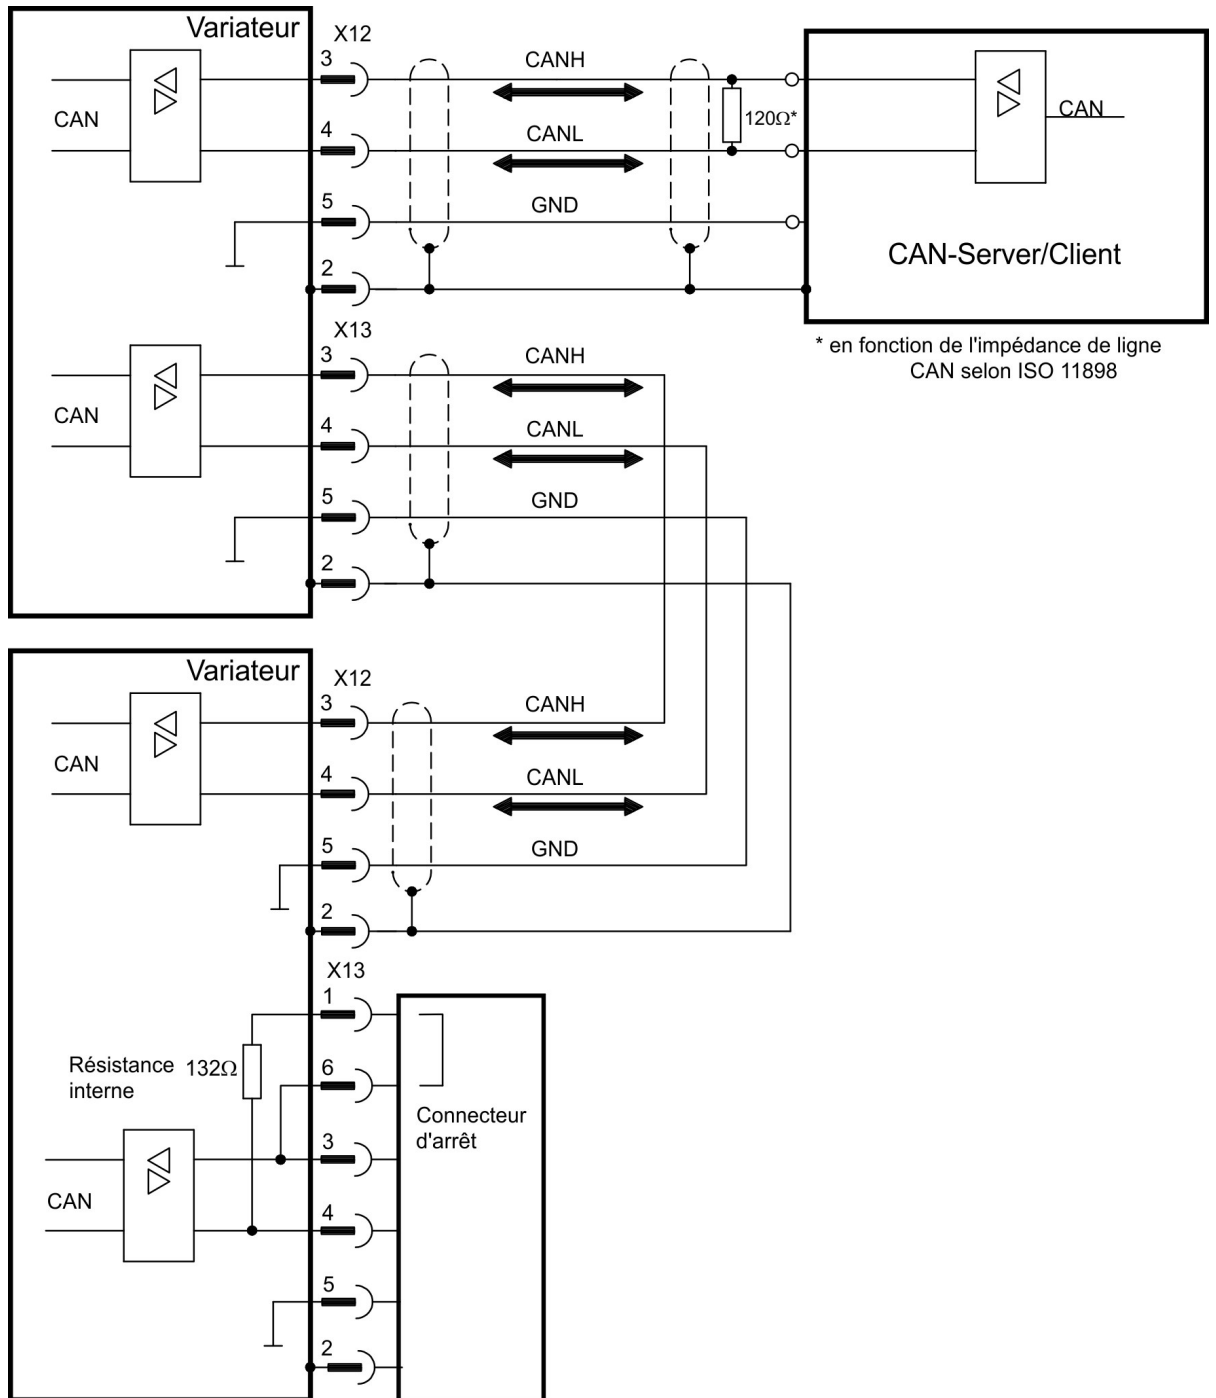 Variateur
X12
3
CANH
CAN
120Ω*
CAN
4
CANL
5
GND
CAN-Server/Client
2
X13
* en fonction de l'impédance de ligne
CAN selon ISO 11898
3
CANH
CAN
4
CANL
5
GND
2
Variateur
X12
3
CANH
CAN
4
CANL
5
GND
2
X13
1
Résistance
interne
132Ω
6
Connecteur
d'arrêt
3
CAN
4
5
2